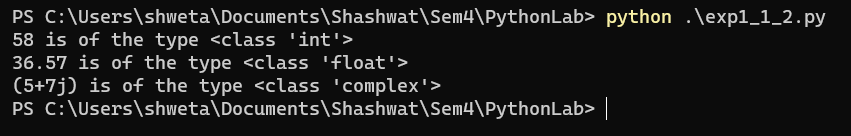 PS C:\Users\shweta\Documents\Shashwat\Sem4\PythonLab> python .\exp1_1_2.py
58 is of the type <class 'int'>
36.57 is of the type <class 'float'>
(5+7j) is of the type <class 'complex'>
PS C:\Users\shweta\Documents\Shashwat\Sem4\PythonLab>